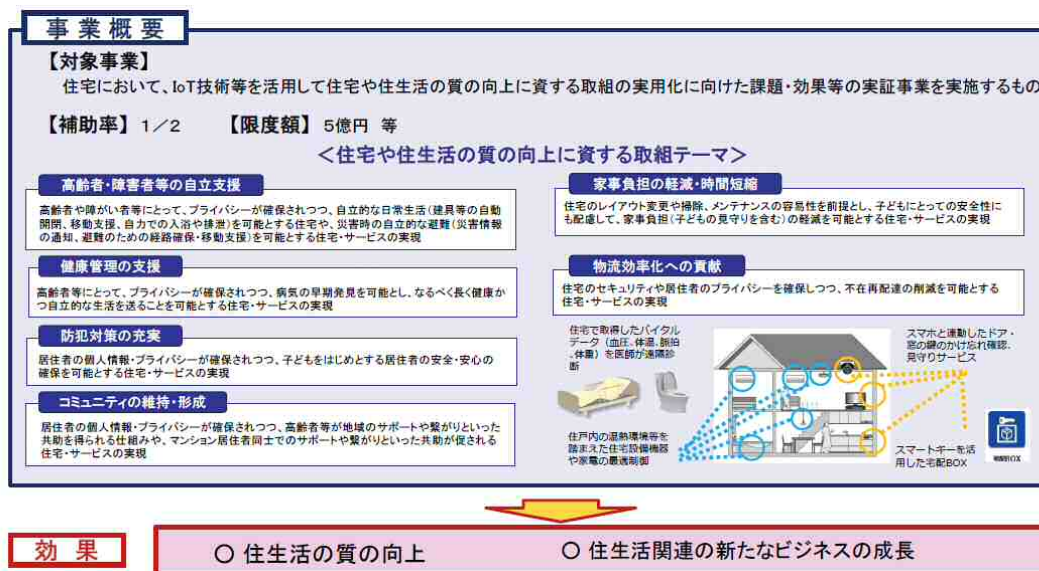 事業概要
【対象事業】
住宅において、IoT技術等を活用して住宅や住生活の質の向上に資する取組の実用化に向けた課題・効果等の実証事業を実施するもの
【補助率】 1／2 【限度額】 5億円 等
＜住宅や住生活の質の向上に資する取組テーマ＞
高齢者・障害者等の自立支援
高齢者や障がい者等にとって、プライバシーが確保されつつ、自立的な日常生活（建具等の自動
開閉、移動支援、自力での入浴や排泄）を可能とする住宅や、災害時の自立的な避難（災害情報
の通知、避難のための経路確保・移動支援）を可能とする住宅・サービスの実現
健康管理の支援
高齢者等にとって、プライバシーが確保されつつ、病気の早期発見を可能とし、なるべく長く健康か
つ自立的な生活を送ることを可能とする住宅・サービスの実現
防犯対策の充実
居住者の個人情報・プライバシーが確保されつつ、子どもをはじめとする居住者の安全・安心の
確保を可能とする住宅・サービスの実現
コミュニティの維持・形成
居住者の個人情報・プライバシーが確保されつつ、高齢者等が地域のサポートや繋がりといった
共助を得られる仕組みや、マンション居住者同士でのサポートや繋がりといった共助が促される
住宅・サービスの実現
家事負担の軽減・時間短縮
住宅のレイアウト変更や掃除、メンテナンスの容易性を前提とし、子どもにとっての安全性に
も配慮して、家事負担（子どもの見守りを含む）の軽減を可能とする住宅・サービスの実現
物流効率化への貢献
住宅のセキュリティや居住者のプライバシーを確保しつつ、不在再配達の削減を可能とする
住宅・サービスの実現
住宅で取得したバイタル
データ（血圧、体温、脈拍
、体重）を医師が遠隔診
断
スマホと連動したドア・
窓の鍵のかけ忘れ確認、
見守りサービス
住戸内の温熱環境等を
踏まえた住宅設備機器
や家電の最適制御
スマートキーを活
用した宅配BOX
宅配BOX
効果
○ 住生活の質の向上
○ 住生活関連の新たなビジネスの成長